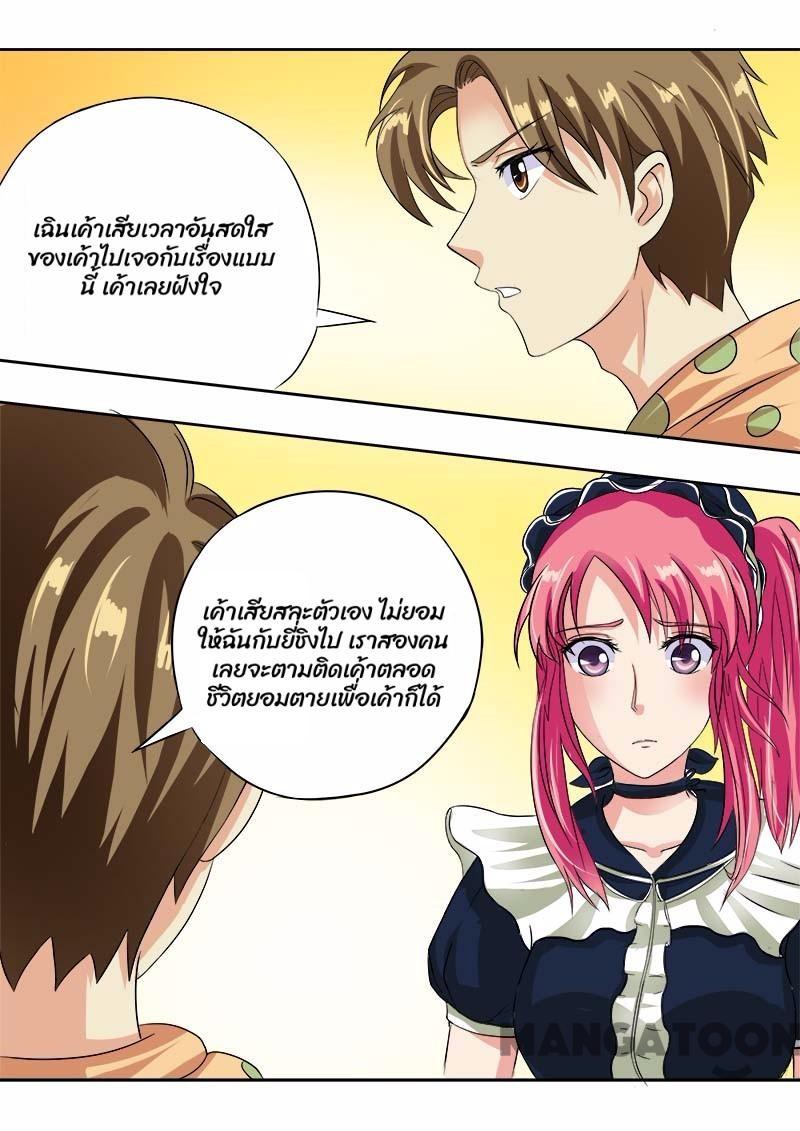 เฉินเค้าเสียเวลาอันสดใส
ของเค้าไปเจอกับเรื่องแบบ
นี้ เค้าเลยฝังใจ
เค้าเสียสละตัวเอง ไม่ยอม
ให้ฉันกับยี่ชิงไป เราสองคน
เลยจะตามติดเค้าตลอด
ชีวิตยอมตายเพื่อเค้าก็ได้
MANGATOON